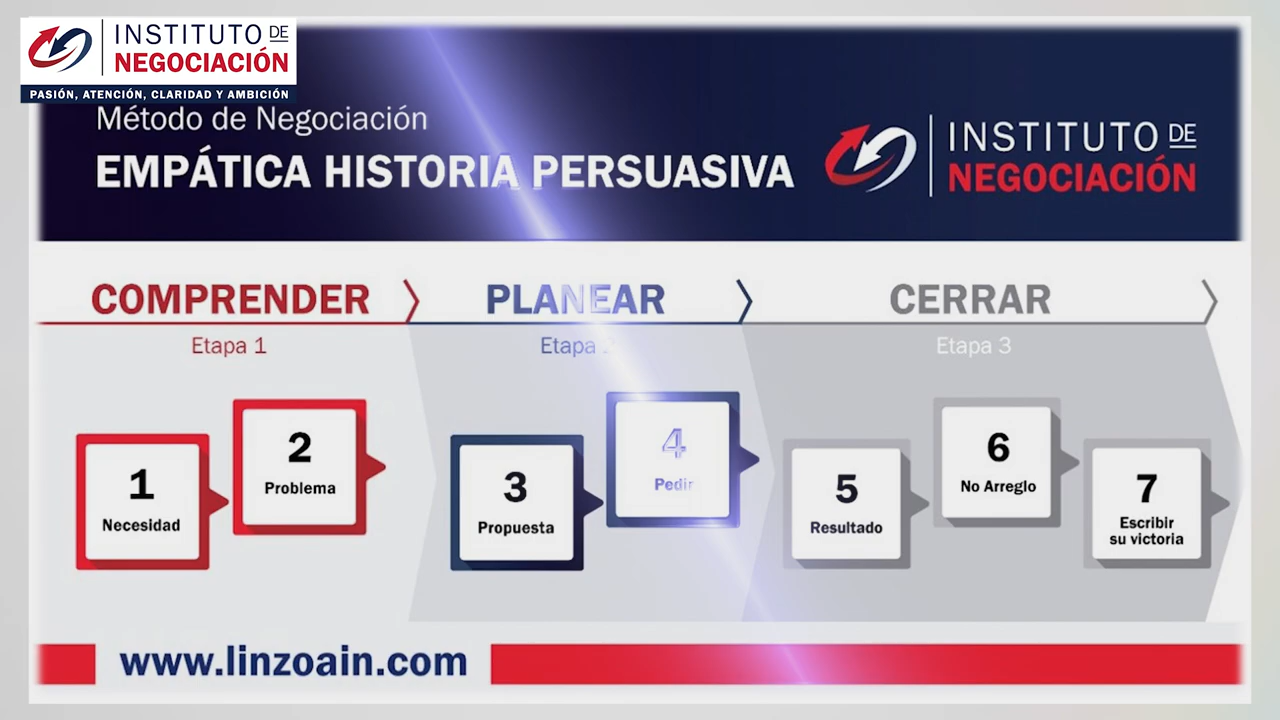 INSTITUTO DE
NEGOCIACIÓN
PASIÓN, ATENCIÓN, CLARIDAD Y AMBICIÓN
Método de Negociación
EMPÁTICA HISTORIA PERSUASIVA
INSTITUTO DE
NEGOCIACIÓN
COMPRENDER
PLANEAR
CERRAR
Etapa 1
Etapa
Etapa 3
1
Necesidad
2
Problema
3
Propuesta
4
Pedir
5
Resultado
6
No Arreglo
7
Escribir
su victoria
www.linzoain.com